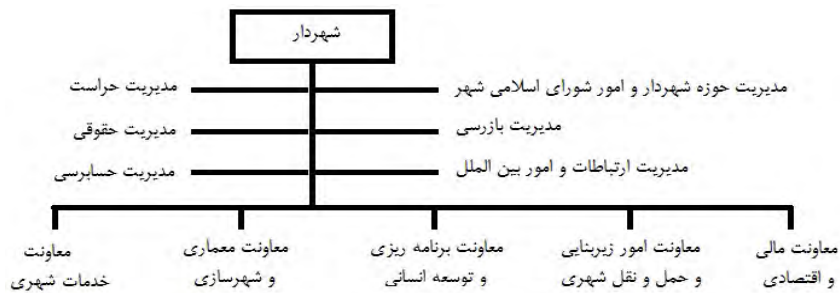 شهردار
مدیریت حوزه شهردار و امور شورای اسلامی شهر
مدیریت حراست
مدیریت بازرسی
مدیریت حقوقی
مدیریت ارتباطات و امور بین الملل
مدیریت حسابرسی
معاونت مالی
و اقتصادی
معاونت امور زیربنایی
و حمل و نقل شهری
معاونت برنامه ریزی
و توسعه انسانی
معاونت معماری
و شهرسازی
معاونت
خدمات شهری